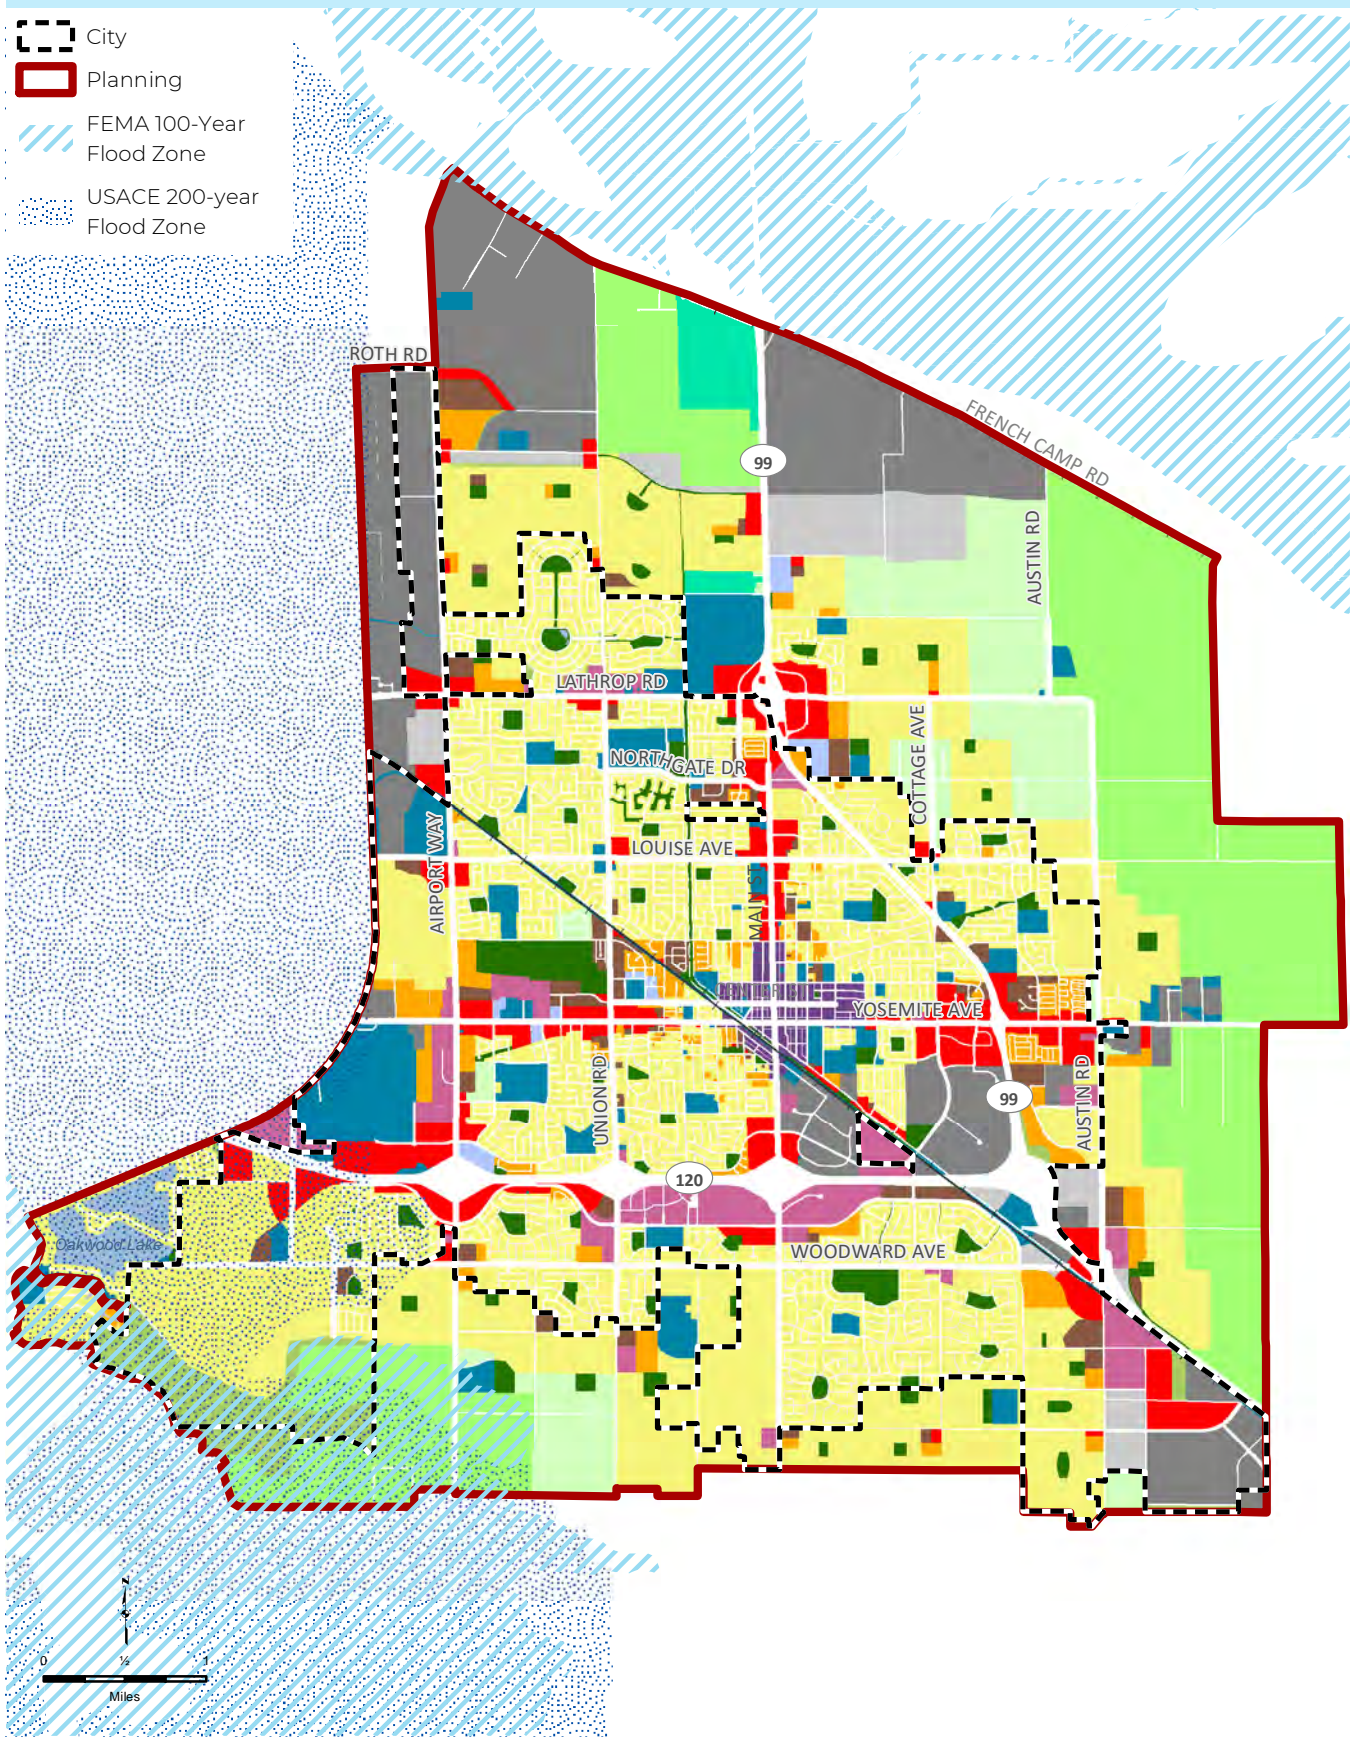 City
Planning
FEMA 100-Year
Flood Zone
USACE 200-year
Flood Zone
ROTH RD
FRENCH CAMP RD
99
AUSTIN RD
LATHROP RD
COTTAGE AVE
NORTHGATE DR
AIRPORT WAY
LOUISE AVE
MAIN ST
CENTER ST
YOSEMITE AVE
UNION RD
AUSTIN RD
99
120
Oakwood Lake
WOODWARD AVE
N
0 ½ 1
Miles